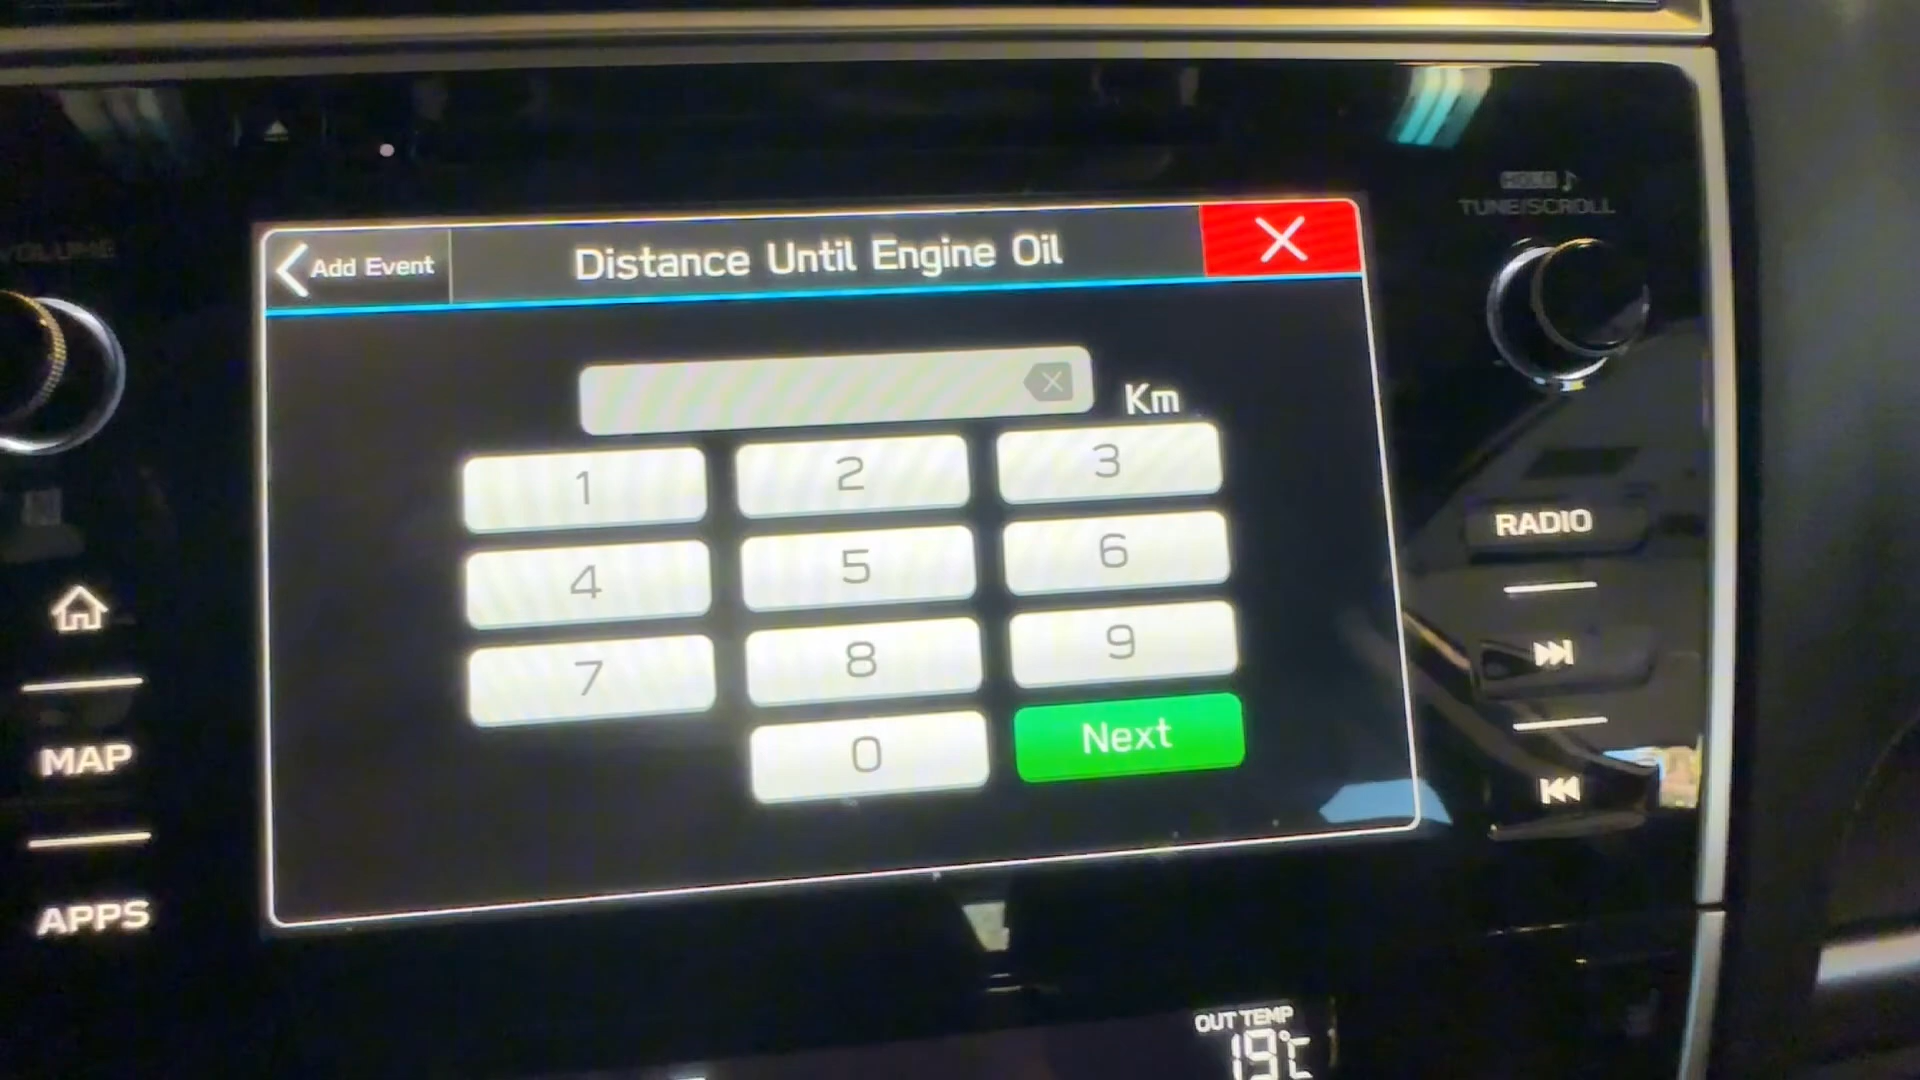 HOLD ♪
TUNE/SCROLL
VOLUME
Add Event
Distance Until Engine Oil
Km
1 2 3
4 5 6
7 8 9
0 Next
MAP
APPS
RADIO
OUT TEMP
19°C